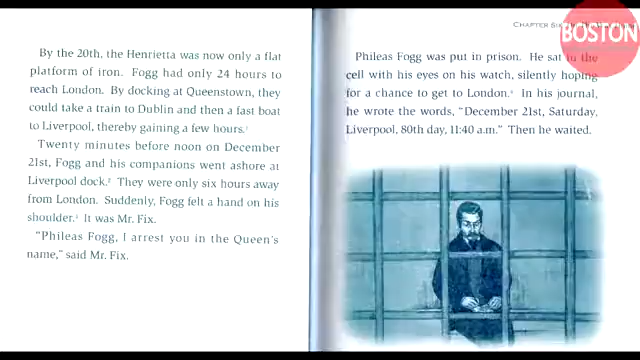 By the 20th, the Henrietta was now only a flat
platform of iron. Fogg had only 24 hours to
reach London. By docking at Queenstown, they
could take a train to Dublin and then a fast boat
to Liverpool, thereby gaining a few hours.¹
Twenty minutes before noon on December
21st, Fogg and his companions went ashore at
Liverpool dock.² They were only six hours away
from London. Suddenly, Fogg felt a hand on his
shoulder.³ It was Mr. Fix.
"Phileas Fogg, I arrest you in the Queen's
name," said Mr. Fix.
CHAPTER SIX
BOSTON
Phileas Fogg was put in prison. He sat in the
cell with his eyes on his watch, silently hoping
for a chance to get to London.⁴ In his journal,
he wrote the words, "December 21st, Saturday,
Liverpool, 80th day, 11:40 a.m." Then he waited.